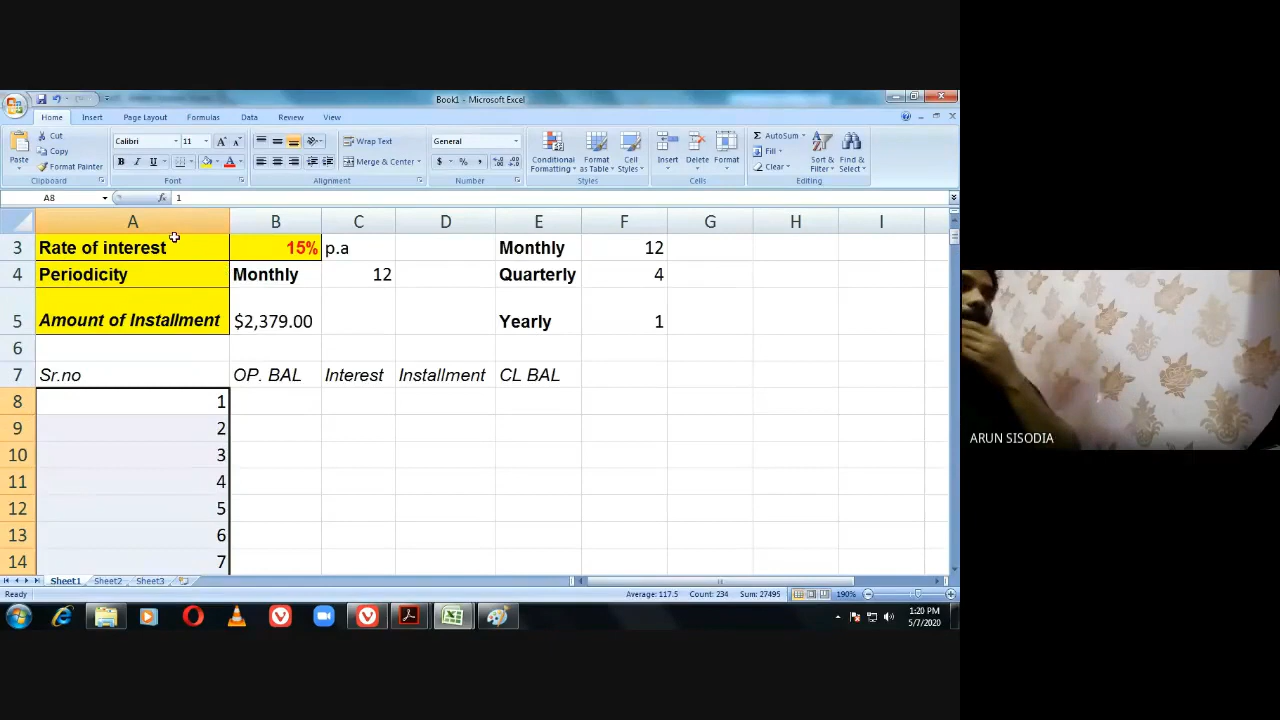 Book1 - Microsoft Excel
Home Insert Page Layout Formulas Data Review View
Cut
Calibri 11 Wrap Text General AutoSum
Paste Copy Conditional Format Cell Insert Delete Format Fill Sort & Find &
Format Painter Merge & Center Formatting as Table Styles Clear Filter Select
Clipboard Font Alignment Number Styles Cells Editing
A8 fx 1
A B C D E F G H I
3 Rate of interest 15% p.a Monthly 12
4 Periodicity Monthly 12 Quarterly 4
5 Amount of Installment $2,379.00 Yearly 1
6
7 Sr.no OP. BAL Interest Installment CL BAL
8 1
9 2
10 3
11 4
12 5
13 6
14 7
Sheet1 Sheet2 Sheet3
Ready Average: 117.5 Count: 234 Sum: 27495 190%
1:20 PM
5/7/2020
ARUN SISODIA